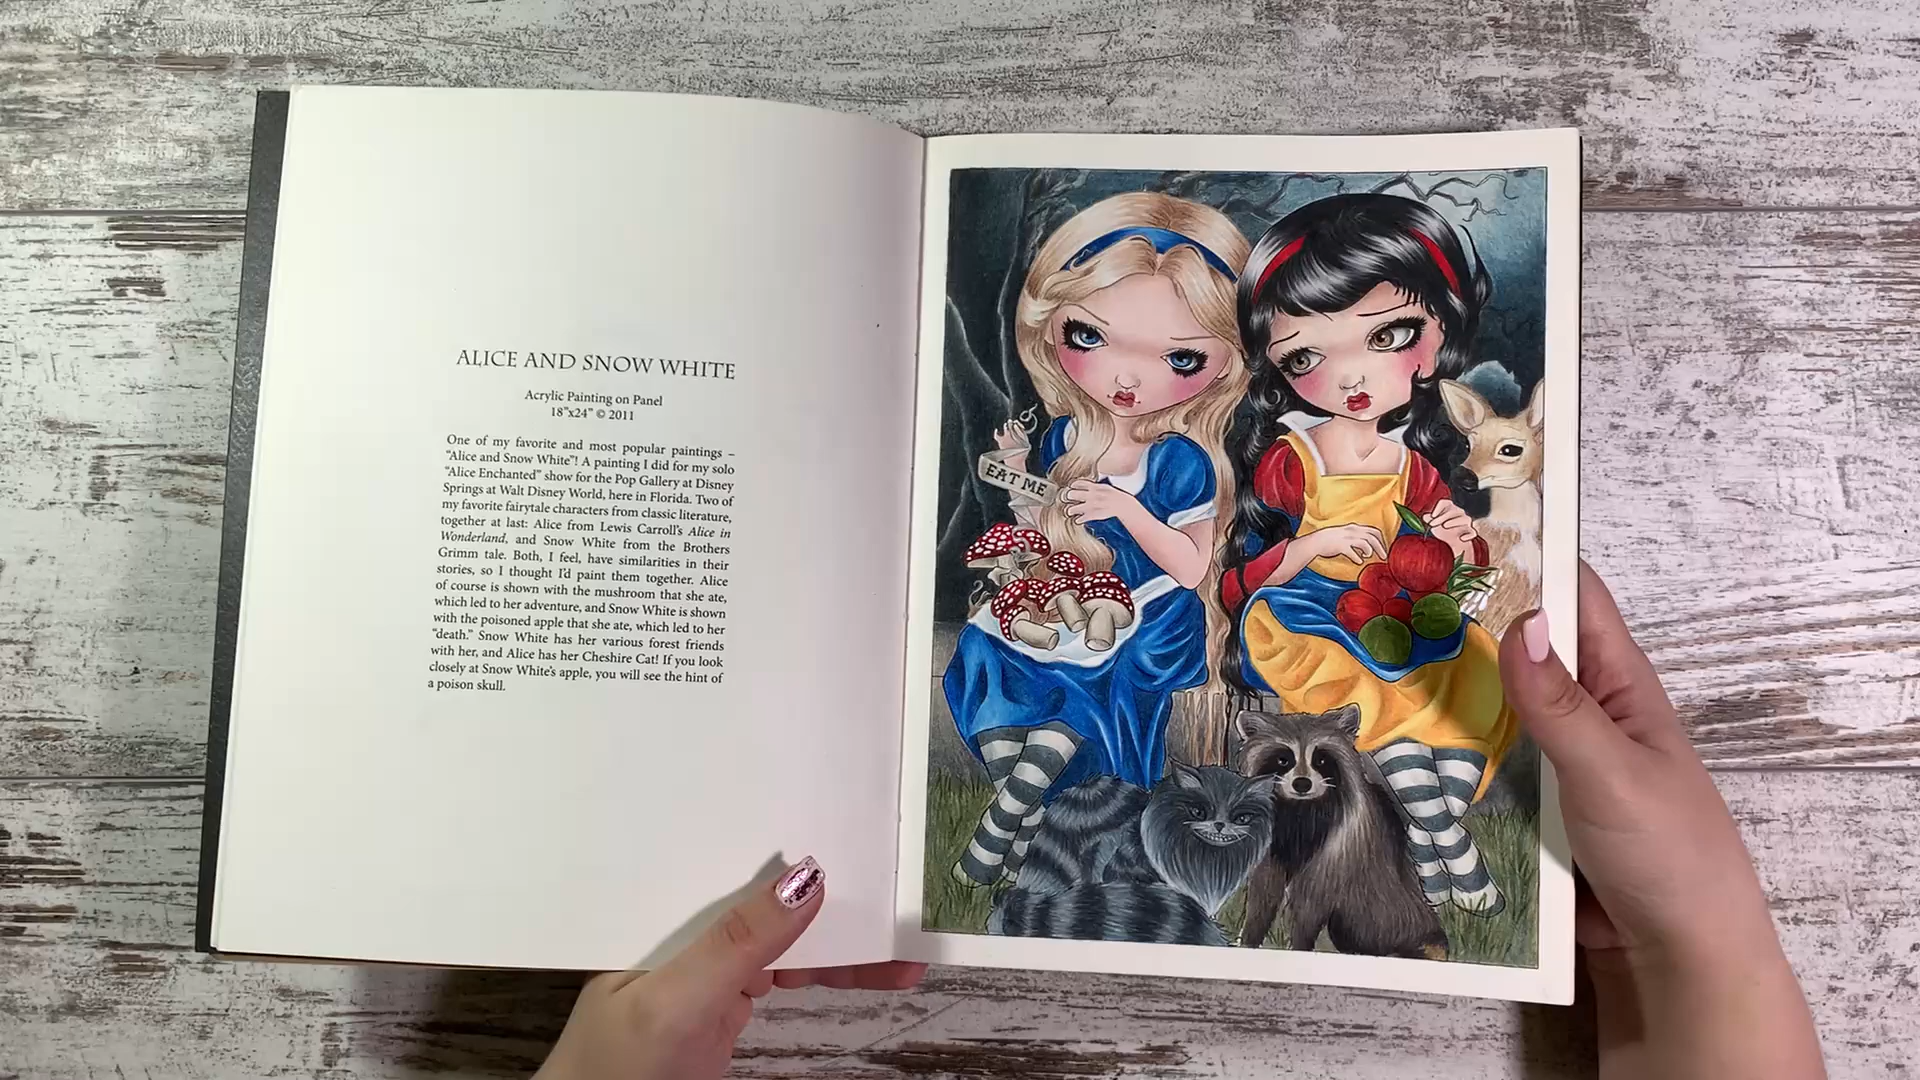 ALICE AND SNOW WHITE
Acrylic Painting on Panel
18"x24" © 2011
One of my favorite and most popular paintings –
"Alice and Snow White"! A painting I did for my solo
"Alice Enchanted" show for the Pop Gallery at Disney
Springs at Walt Disney World, here in Florida. Two of
my favorite fairytale characters from classic literature,
together at last: Alice from Lewis Carroll's Alice in
Wonderland, and Snow White from the Brothers
Grimm tale. Both, I feel, have similarities in their
stories, so I thought I'd paint them together. Alice
of course is shown with the mushroom that she ate,
which led to her adventure, and Snow White is shown
with the poisoned apple that she ate, which led to her
"death." Snow White has her various forest friends
with her, and Alice has her Cheshire Cat! If you look
closely at Snow White's apple, you will see the hint of
a poison skull.
EAT ME